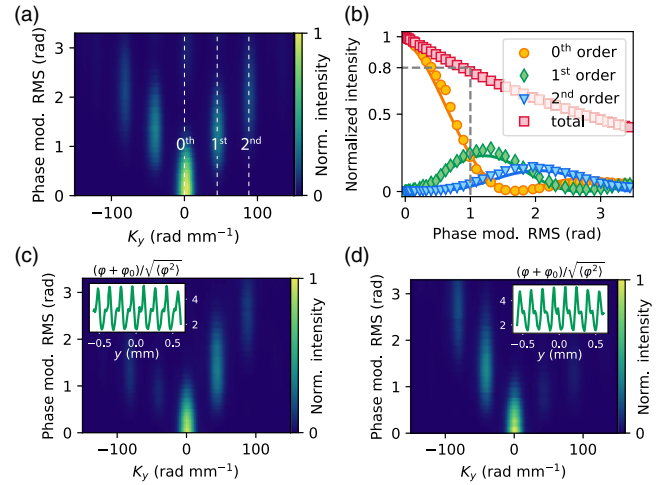 (a)
Phase mod. RMS (rad)
3
2
1
0
0th
1st
2nd
−100
0
100
Ky (rad mm−1)
1
0
Norm. intensity
(b)
Normalized intensity
1
0.8
0.5
0
0th order
1st order
2nd order
total
0
1
2
3
Phase mod. RMS (rad)
(c)
(φ + φ0)/√⟨φ2⟩
Phase mod. RMS (rad)
3
2
1
0
4
2
−0.5
0.0
0.5
y (mm)
−100
0
100
Ky (rad mm−1)
1
0
Norm. intensity
(d)
(φ + φ0)/√⟨φ2⟩
Phase mod. RMS (rad)
3
2
1
0
4
2
−0.5
0.0
0.5
y (mm)
−100
0
100
Ky (rad mm−1)
1
0
Norm. intensity